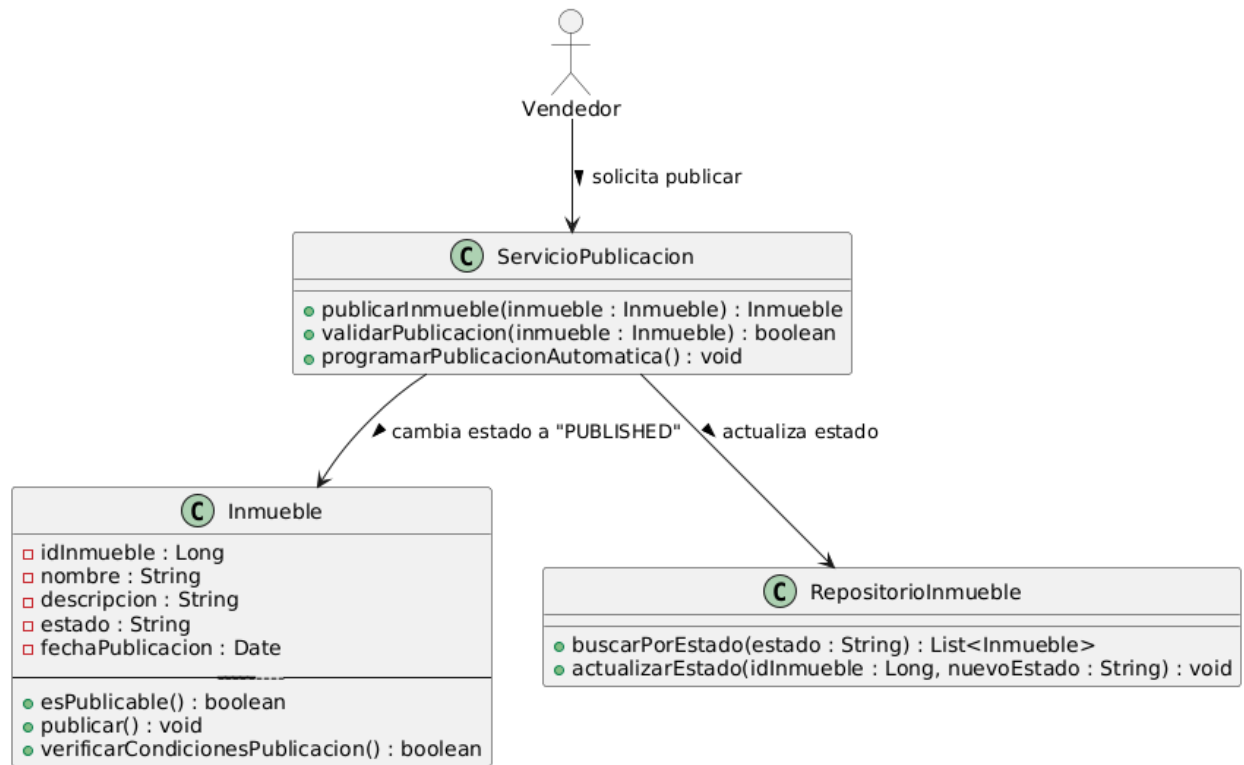 Vendedor
solicita publicar
C ServicioPublicacion
publicarInmueble(inmueble : Inmueble) : Inmueble
validarPublicacion(inmueble : Inmueble) : boolean
programarPublicacionAutomatica() : void
cambia estado a "PUBLISHED"
actualiza estado
C Inmueble
idInmueble : Long
nombre : String
descripcion : String
estado : String
fechaPublicacion : Date
esPublicable() : boolean
publicar() : void
verificarCondicionesPublicacion() : boolean
C RepositorioInmueble
buscarPorEstado(estado : String) : List<Inmueble>
actualizarEstado(idInmueble : Long, nuevoEstado : String) : void